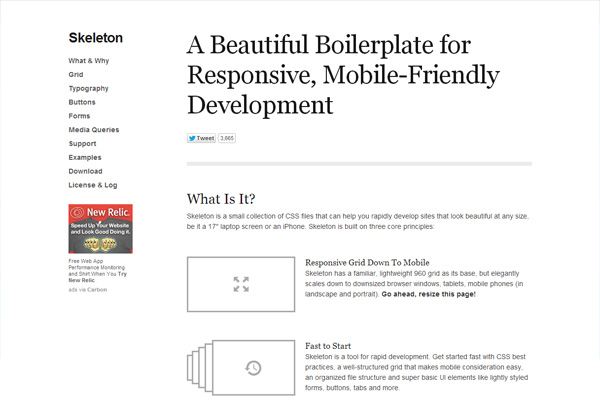 Skeleton
What & Why
Grid
Typography
Buttons
Forms
Media Queries
Support
Examples
Download
License & Log
New Relic.
Speed Up Your Website
and Look Good Doing it.
Free Web App
Performance Monitoring
and Shirt When You Try
New Relic
ads via Carbon
A Beautiful Boilerplate for
Responsive, Mobile-Friendly
Development
Tweet 3,665
What Is It?
Skeleton is a small collection of CSS files that can help you rapidly develop sites that look beautiful at any size,
be it a 17" laptop screen or an iPhone. Skeleton is built on three core principles:
Responsive Grid Down To Mobile
Skeleton has a familiar, lightweight 960 grid as its base, but elegantly
scales down to downsized browser windows, tablets, mobile phones (in
landscape and portrait). Go ahead, resize this page!
Fast to Start
Skeleton is a tool for rapid development. Get started fast with CSS best
practices, a well-structured grid that makes mobile consideration easy,
an organized file structure and super basic UI elements like lightly styled
forms, buttons, tabs and more.